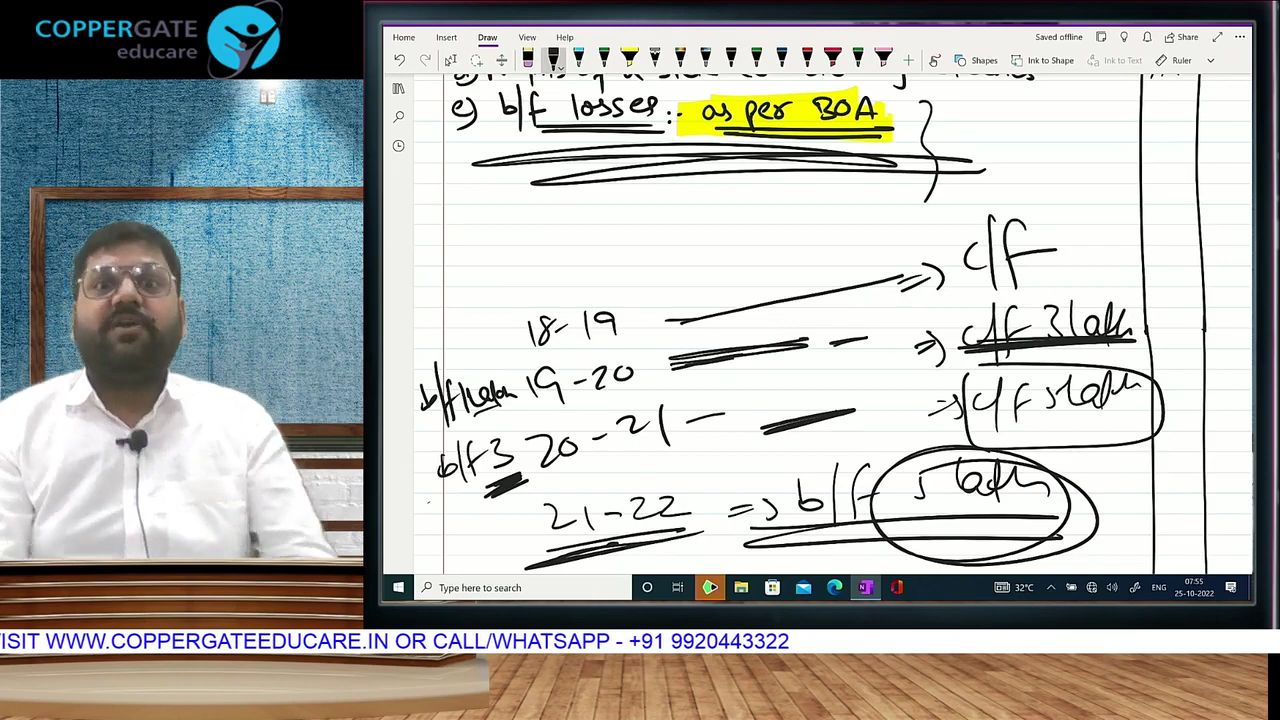 COPPERGATE
educare
Home Insert Draw View Help
Saved offline
Share
Shapes
Ink to Shape
Ink to Text
Ruler
e) b/f losses :- as per BOA
c/f
18-19
c/f 3 lakh
b/f 19-20
c/f 5 lakh
b/f 3 20-21
21-22 => b/f 5 lakh
Type here to search
32°C
ENG
07:55
25-10-2022
VISIT WWW.COPPERGATEEDUCARE.IN OR CALL/WHATSAPP - +91 9920443322